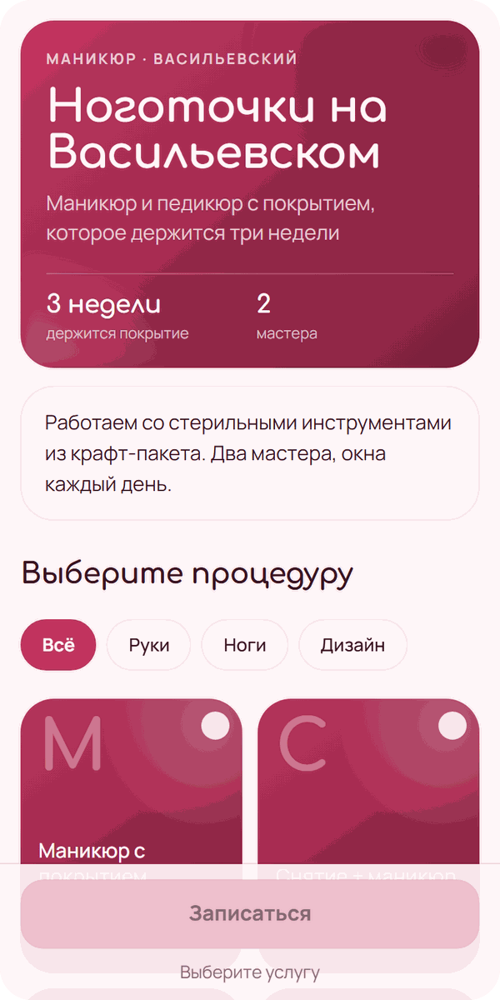 МАНИКЮР · ВАСИЛЬЕВСКИЙ
Ноготочки на
Васильевском
Маникюр и педикюр с покрытием,
которое держится три недели
3 недели
держится покрытие
2
мастера
Работаем со стерильными инструментами
из крафт-пакета. Два мастера, окна
каждый день.
Выберите процедуру
Всё
Руки
Ноги
Дизайн
М
С
Маникюр с
покрытием
Снятие + маникюр
Записаться
Выберите услугу